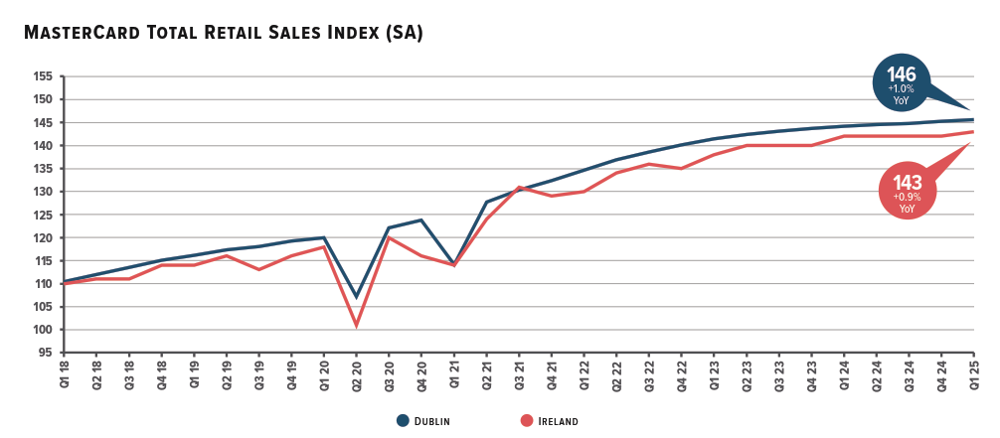 MasterCard Total Retail Sales Index (SA)
155
150
145
140
135
130
125
120
115
110
105
100
95
146
+1.0%
YoY
143
+0.9%
YoY
Q1 18
Q2 18
Q3 18
Q4 18
Q1 19
Q2 19
Q3 19
Q4 19
Q1 20
Q2 20
Q3 20
Q4 20
Q1 21
Q2 21
Q3 21
Q4 21
Q1 22
Q2 22
Q3 22
Q4 22
Q1 23
Q2 23
Q3 23
Q4 23
Q1 24
Q2 24
Q3 24
Q4 24
Q1 25
Dublin
Ireland